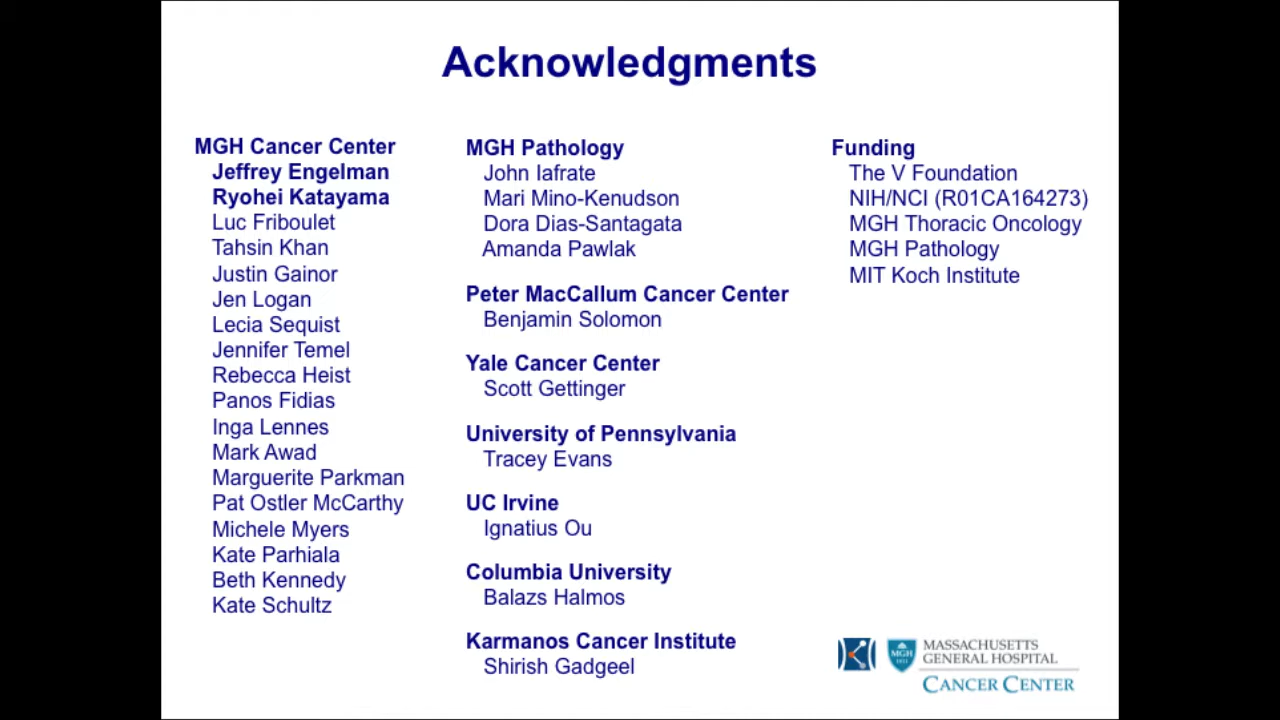 Acknowledgments
MGH Cancer Center
Jeffrey Engelman
Ryohei Katayama
Luc Friboulet
Tahsin Khan
Justin Gainor
Jen Logan
Lecia Sequist
Jennifer Temel
Rebecca Heist
Panos Fidias
Inga Lennes
Mark Awad
Marguerite Parkman
Pat Ostler McCarthy
Michele Myers
Kate Parhiala
Beth Kennedy
Kate Schultz
MGH Pathology
John Iafrate
Mari Mino-Kenudson
Dora Dias-Santagata
Amanda Pawlak
Peter MacCallum Cancer Center
Benjamin Solomon
Yale Cancer Center
Scott Gettinger
University of Pennsylvania
Tracey Evans
UC Irvine
Ignatius Ou
Columbia University
Balazs Halmos
Karmanos Cancer Institute
Shirish Gadgeel
Funding
The V Foundation
NIH/NCI (R01CA164273)
MGH Thoracic Oncology
MGH Pathology
MIT Koch Institute
MGH
1811
MASSACHUSETTS
GENERAL HOSPITAL
CANCER CENTER